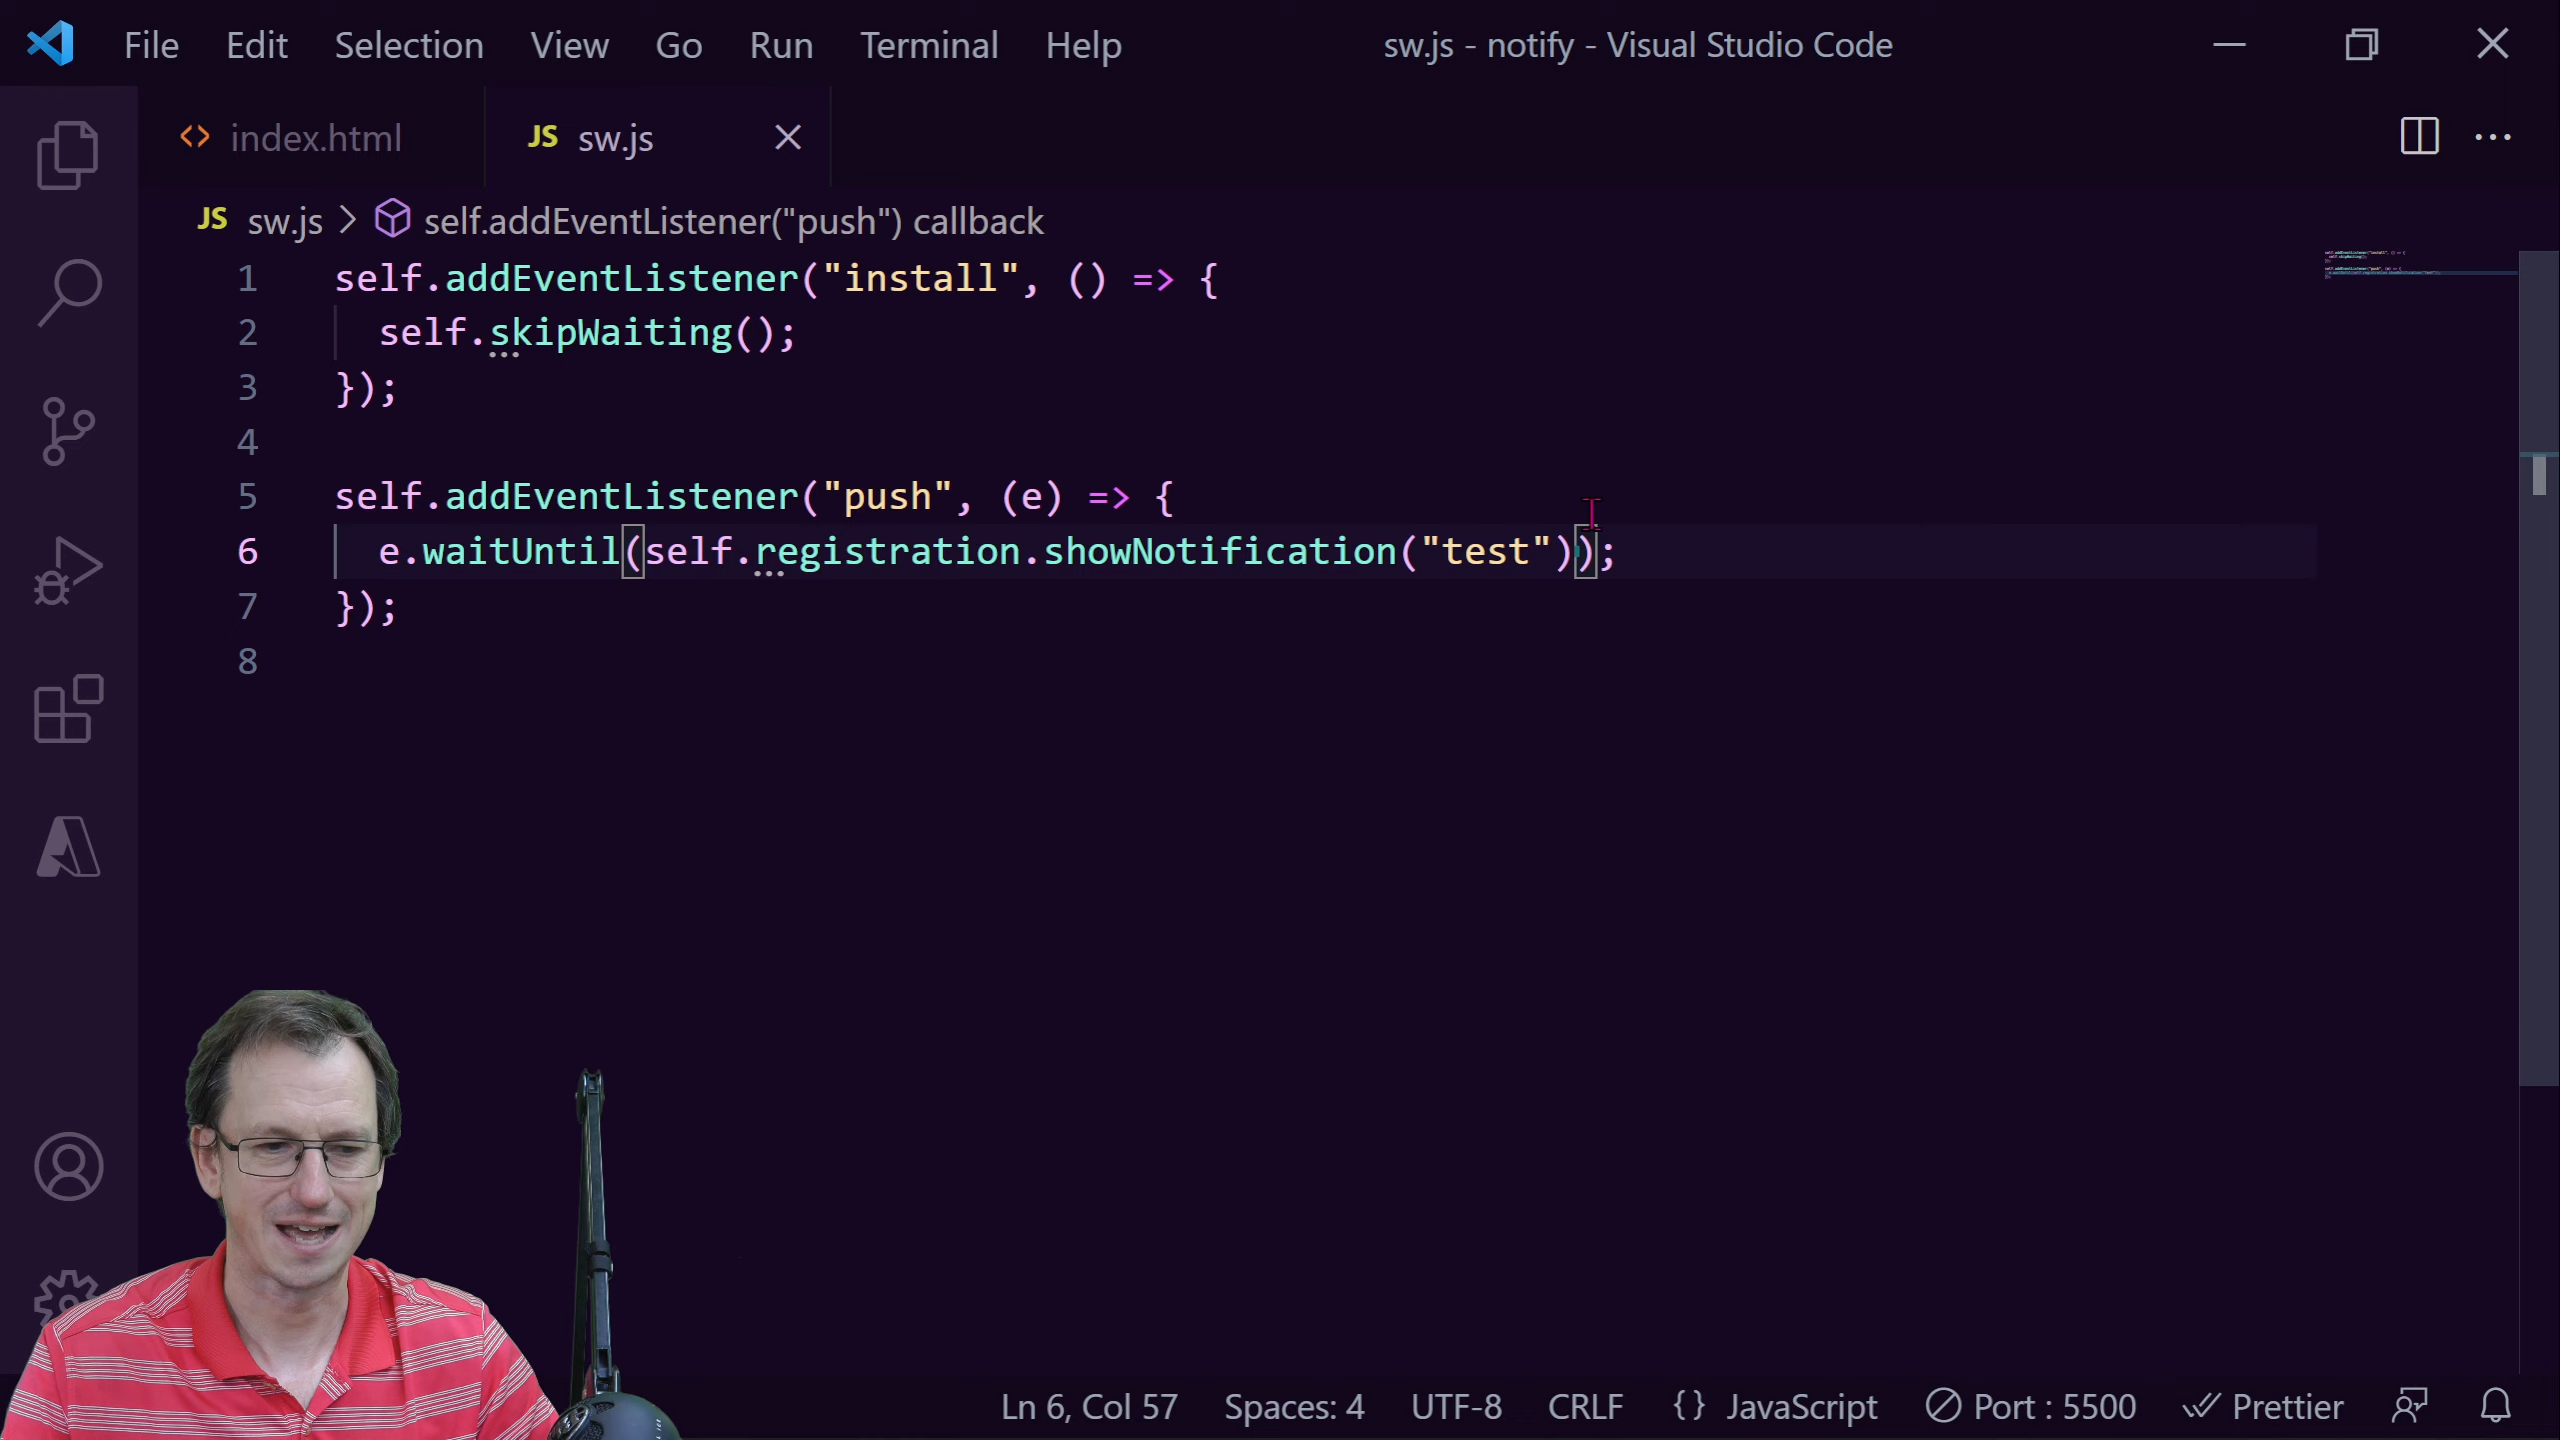 File Edit Selection View Go Run Terminal Help sw.js - notify - Visual Studio Code
index.html JS sw.js
JS sw.js > self.addEventListener("push") callback
1 self.addEventListener("install", () => {
2 self.skipWaiting();
3 });
4
5 self.addEventListener("push", (e) => {
6 e.waitUntil(self.registration.showNotification("test"));
7 });
8
Ln 6, Col 57 Spaces: 4 UTF-8 CRLF {} JavaScript Port : 5500 Prettier